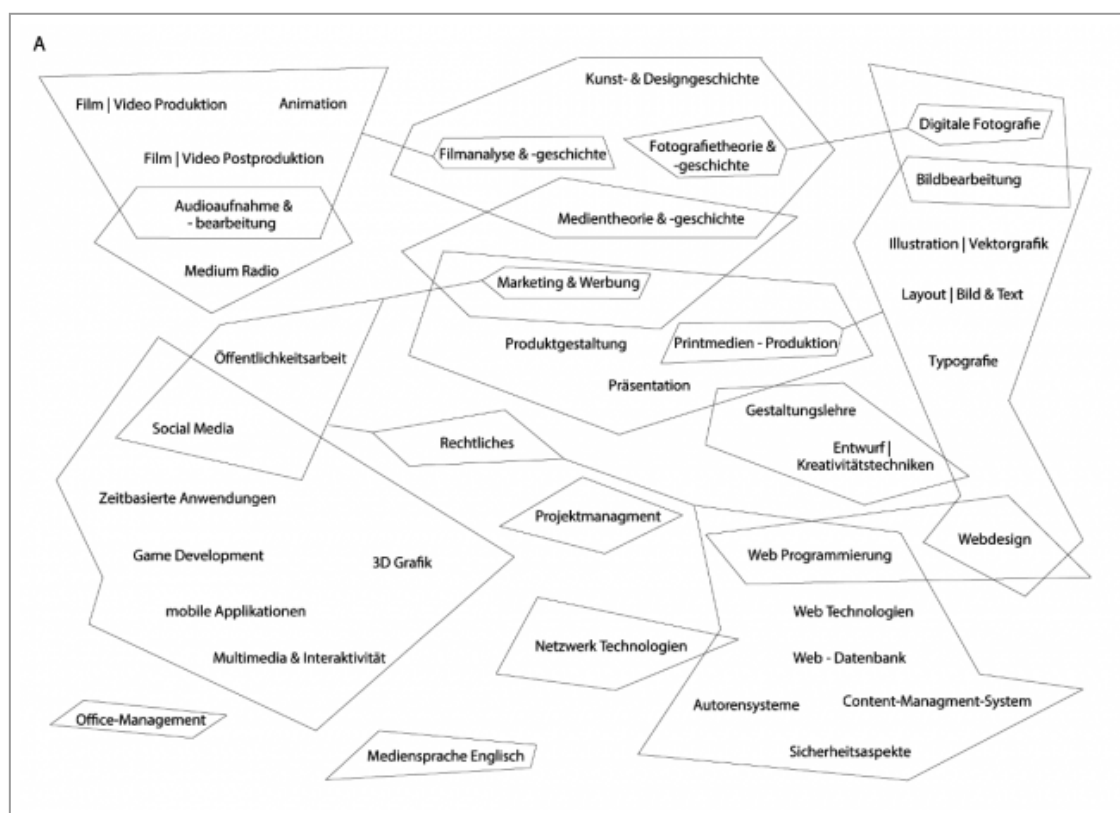 A
Kunst- & Designgeschichte
Film | Video Produktion
Animation
Digitale Fotografie
Filmanalyse & -geschichte
Fotografietheorie &
-geschichte
Film | Video Postproduktion
Bildbearbeitung
Audioaufnahme &
- bearbeitung
Medientheorie & -geschichte
Illustration | Vektorgrafik
Medium Radio
Marketing & Werbung
Layout | Bild & Text
Öffentlichkeitsarbeit
Produktgestaltung
Printmedien - Produktion
Typografie
Präsentation
Social Media
Rechtliches
Gestaltungslehre
Entwurf |
Kreativitätstechniken
Zeitbasierte Anwendungen
Projektmanagment
Game Development
3D Grafik
Web Programmierung
Webdesign
mobile Applikationen
Web Technologien
Multimedia & Interaktivität
Netzwerk Technologien
Web - Datenbank
Autorensysteme
Content-Managment-System
Office-Management
Mediensprache Englisch
Sicherheitsaspekte